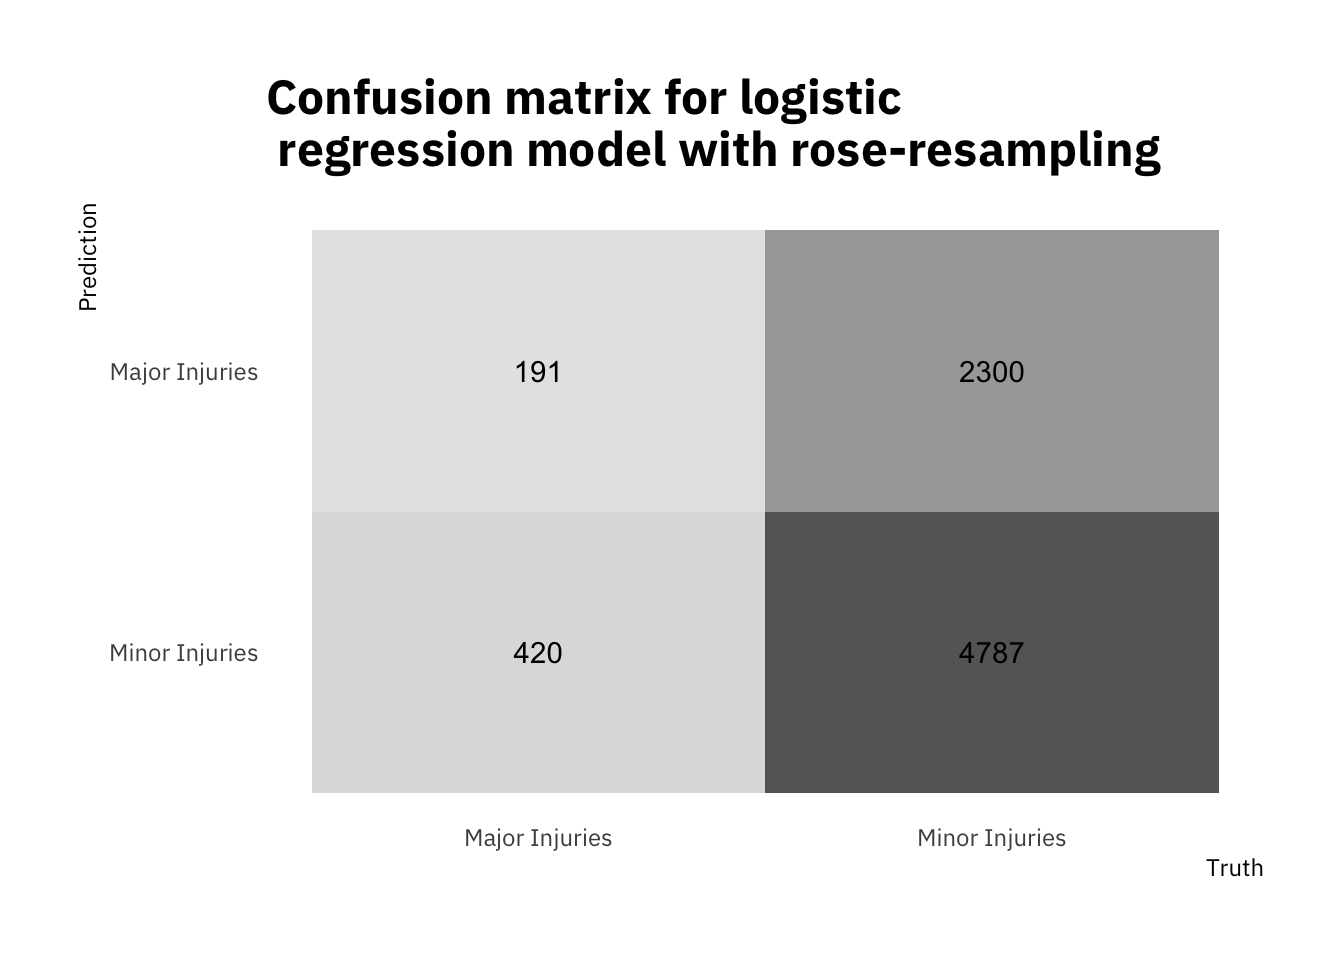 Confusion matrix for logistic
regression model with rose-resampling
Prediction
Major Injuries
191
2300
Minor Injuries
420
4787
Major Injuries
Minor Injuries
Truth